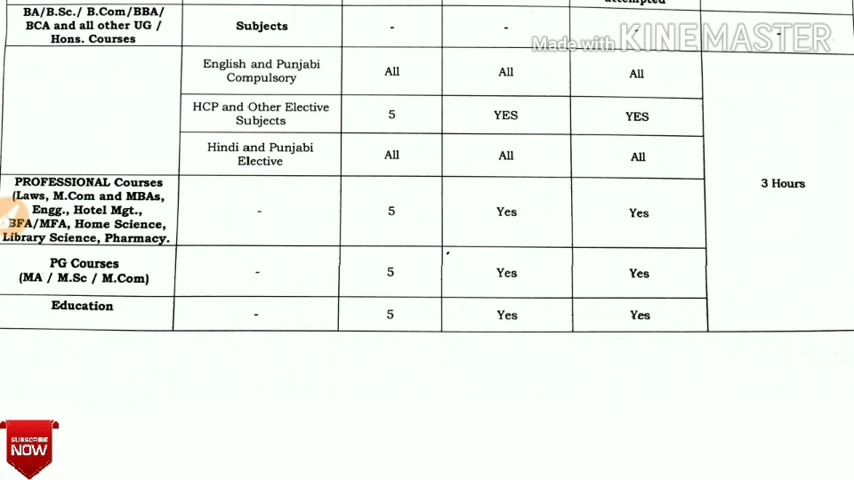 attempted
BA/B.Sc./ B.Com/BBA/
BCA and all other UG /
Hons. Courses
Subjects
-
-
-
-
Made with KINEMASTER
English and Punjabi
Compulsory
All
All
All
HCP and Other Elective
Subjects
5
YES
YES
Hindi and Punjabi
Elective
All
All
All
3 Hours
PROFESSIONAL Courses
(Laws, M.Com and MBAs,
Engg., Hotel Mgt.,
BFA/MFA, Home Science,
Library Science, Pharmacy.
-
5
Yes
Yes
PG Courses
(MA / M.Sc / M.Com)
-
5
Yes
Yes
Education
-
5
Yes
Yes
SUBSCRIBE
NOW